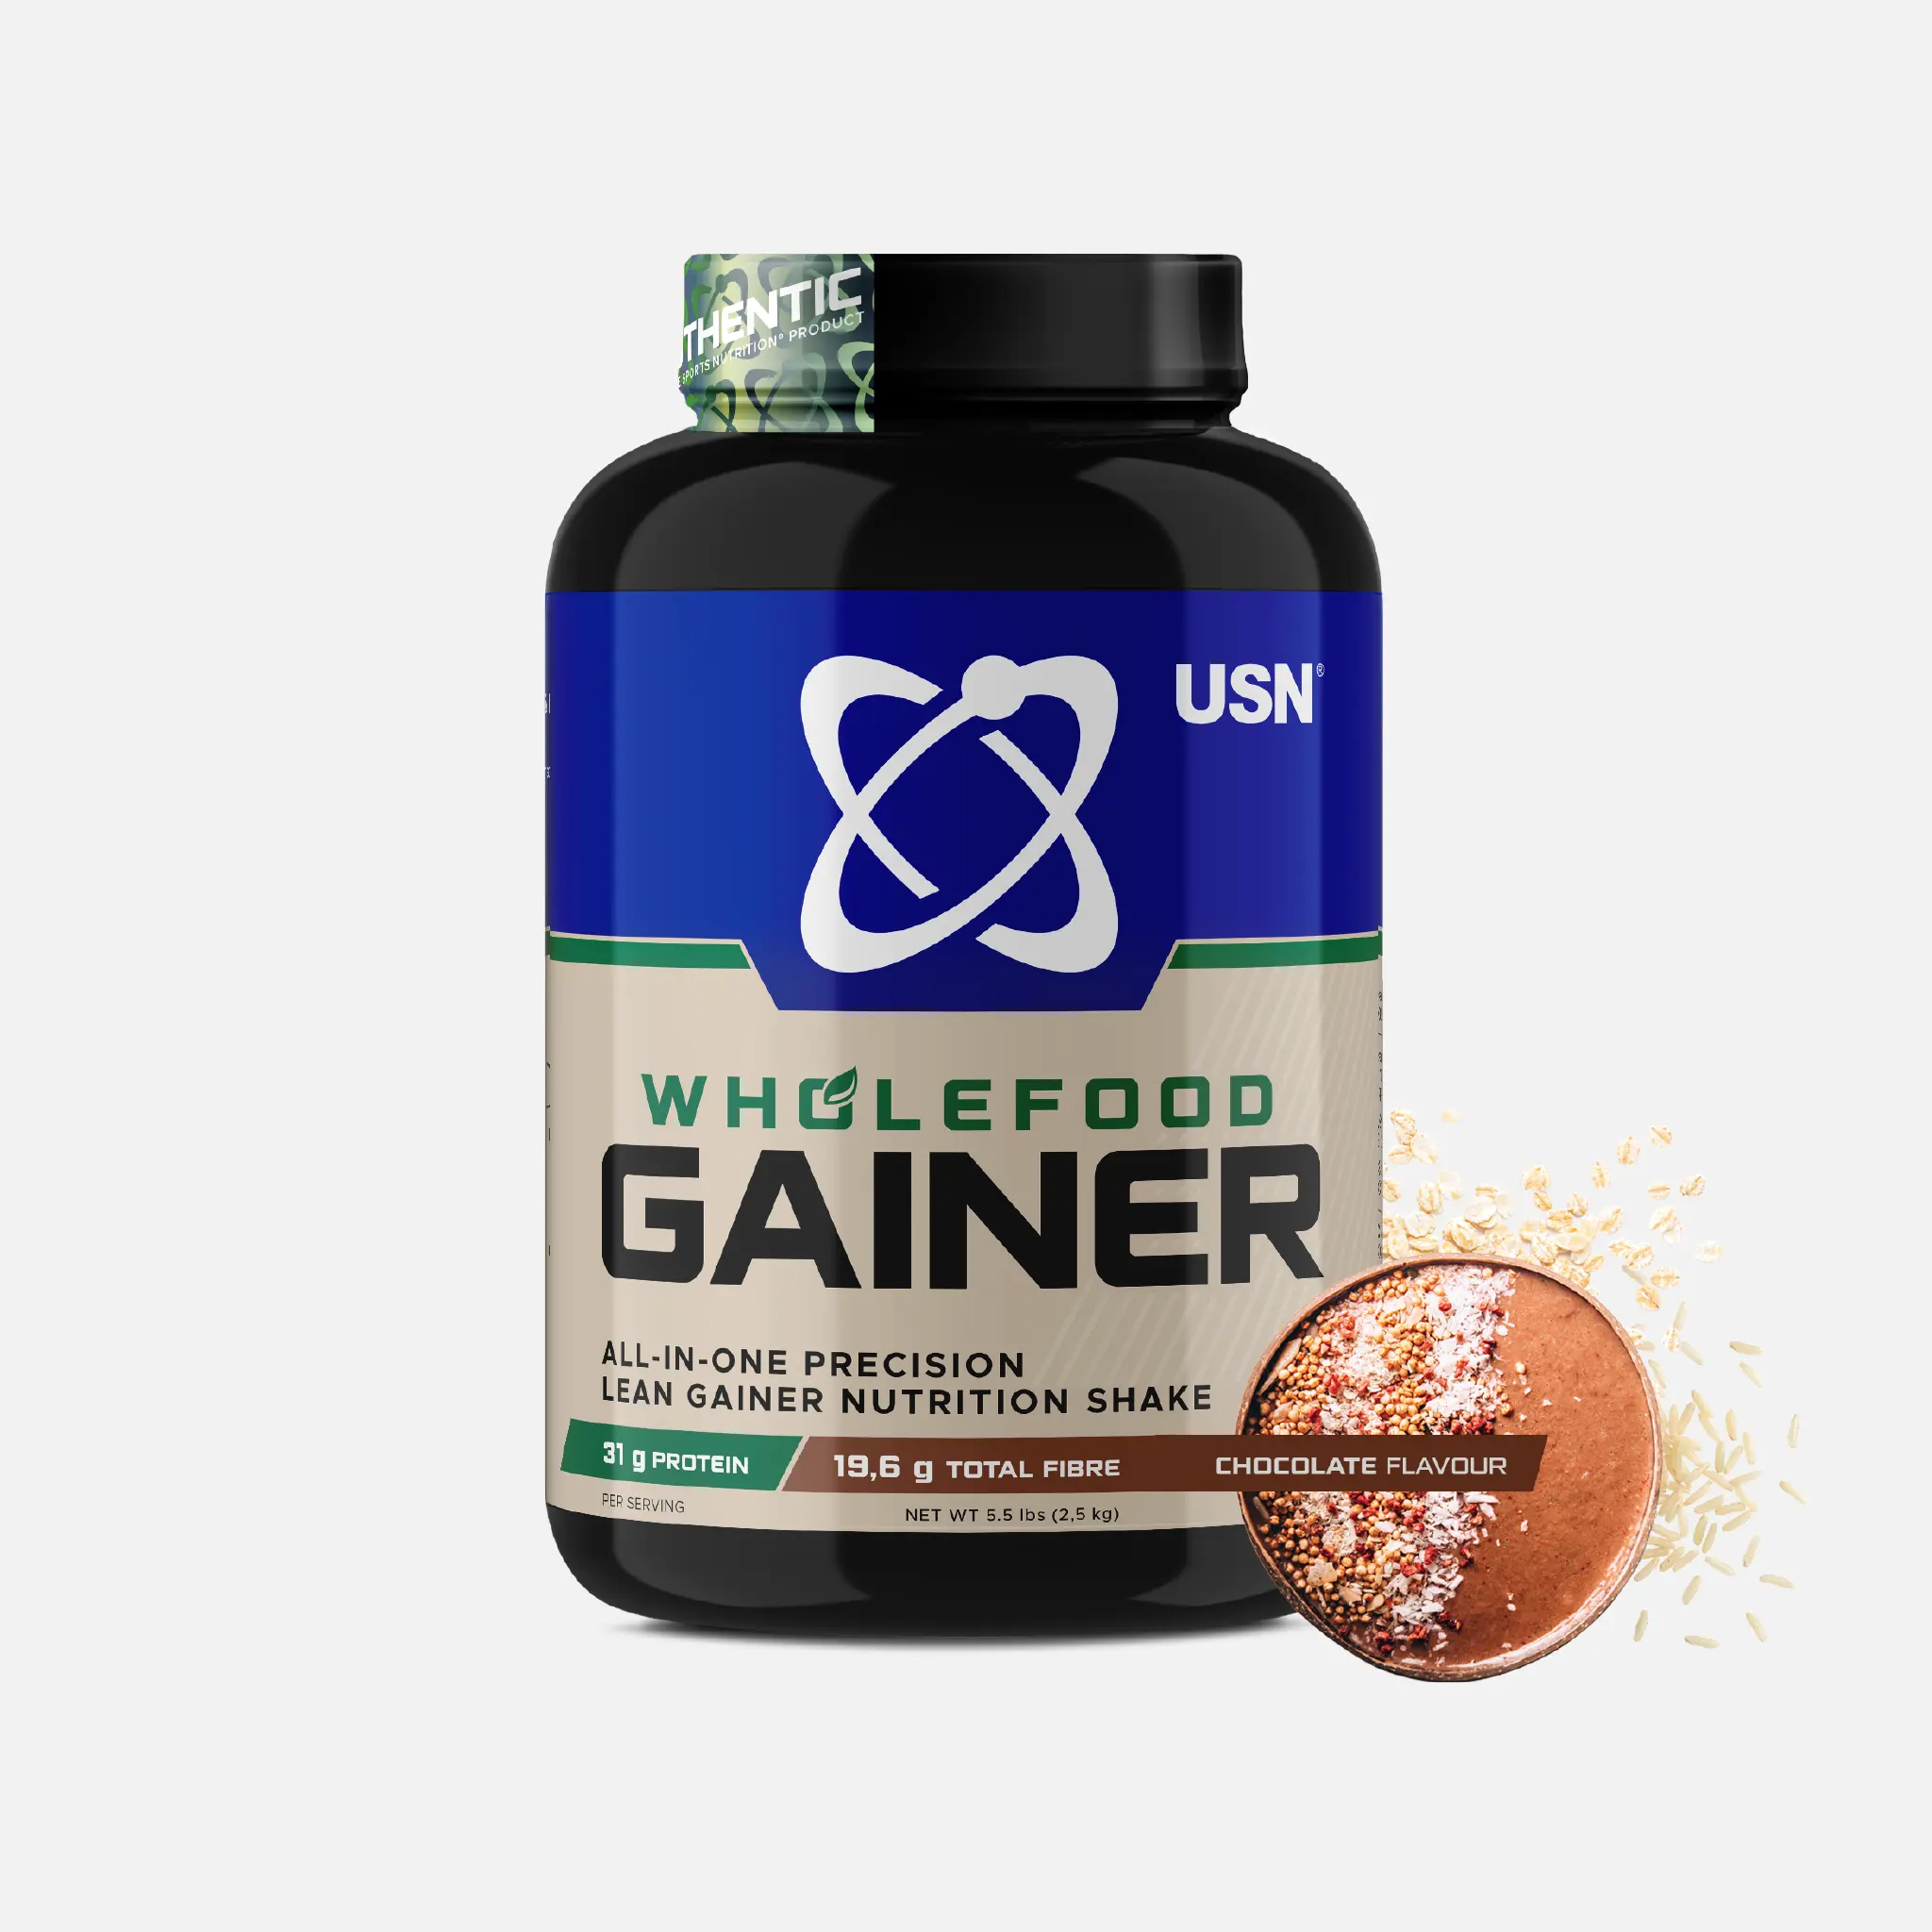 THENTIC
SPORTS NUTRITION® PRODUCT
USN®
WHOLEFOOD
GAINER
ALL-IN-ONE PRECISION
LEAN GAINER NUTRITION SHAKE
31 g PROTEIN
19,6 g TOTAL FIBRE
CHOCOLATE FLAVOUR
PER SERVING
NET WT 5.5 lbs (2,5 kg)